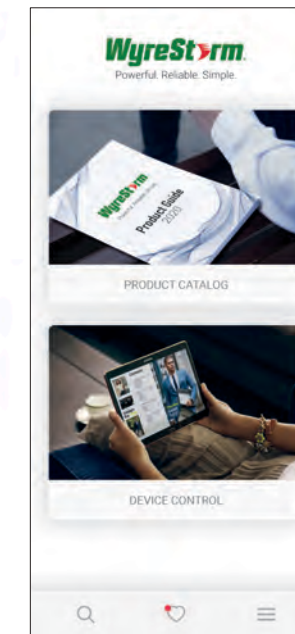 WyreStorm
Powerful. Reliable. Simple.
WyreStorm
Product Guide
2020
PRODUCT CATALOG
DEVICE CONTROL